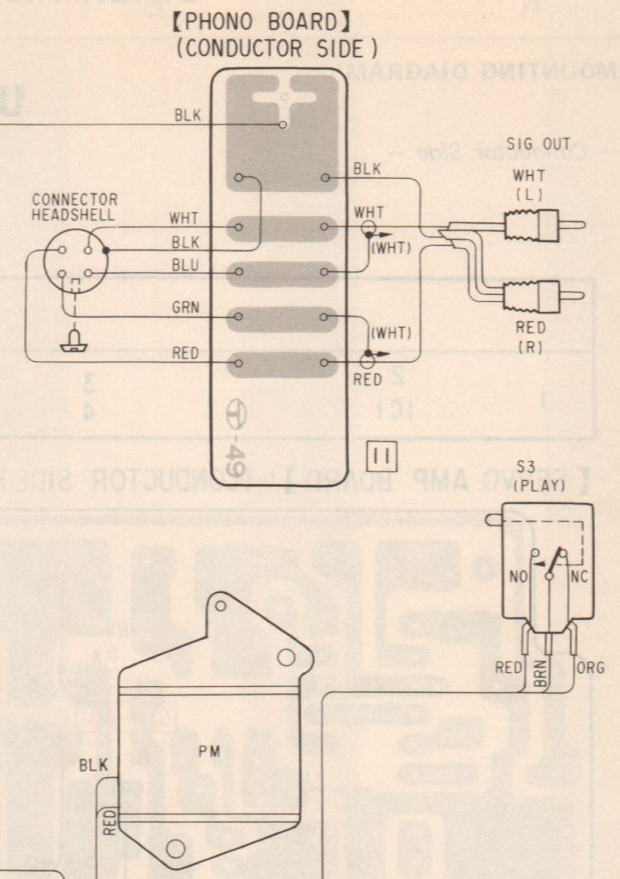 【PHONO BOARD】
(CONDUCTOR SIDE)
MOUNTING DIAGRAM
– Conductor Side –
BLK
SIG OUT
BLK
WHT
(L)
CONNECTOR
HEADSHELL
WHT
WHT
BLK
(WHT)
BLU
GRN
(WHT)
RED
(R)
RED
RED
2
3
1
IC1
4
T-49
11
【SERVO AMP BOARD】 (CONDUCTOR SIDE)
S3
(PLAY)
NO
NC
RED
BRN
ORG
PM
BLK
RED